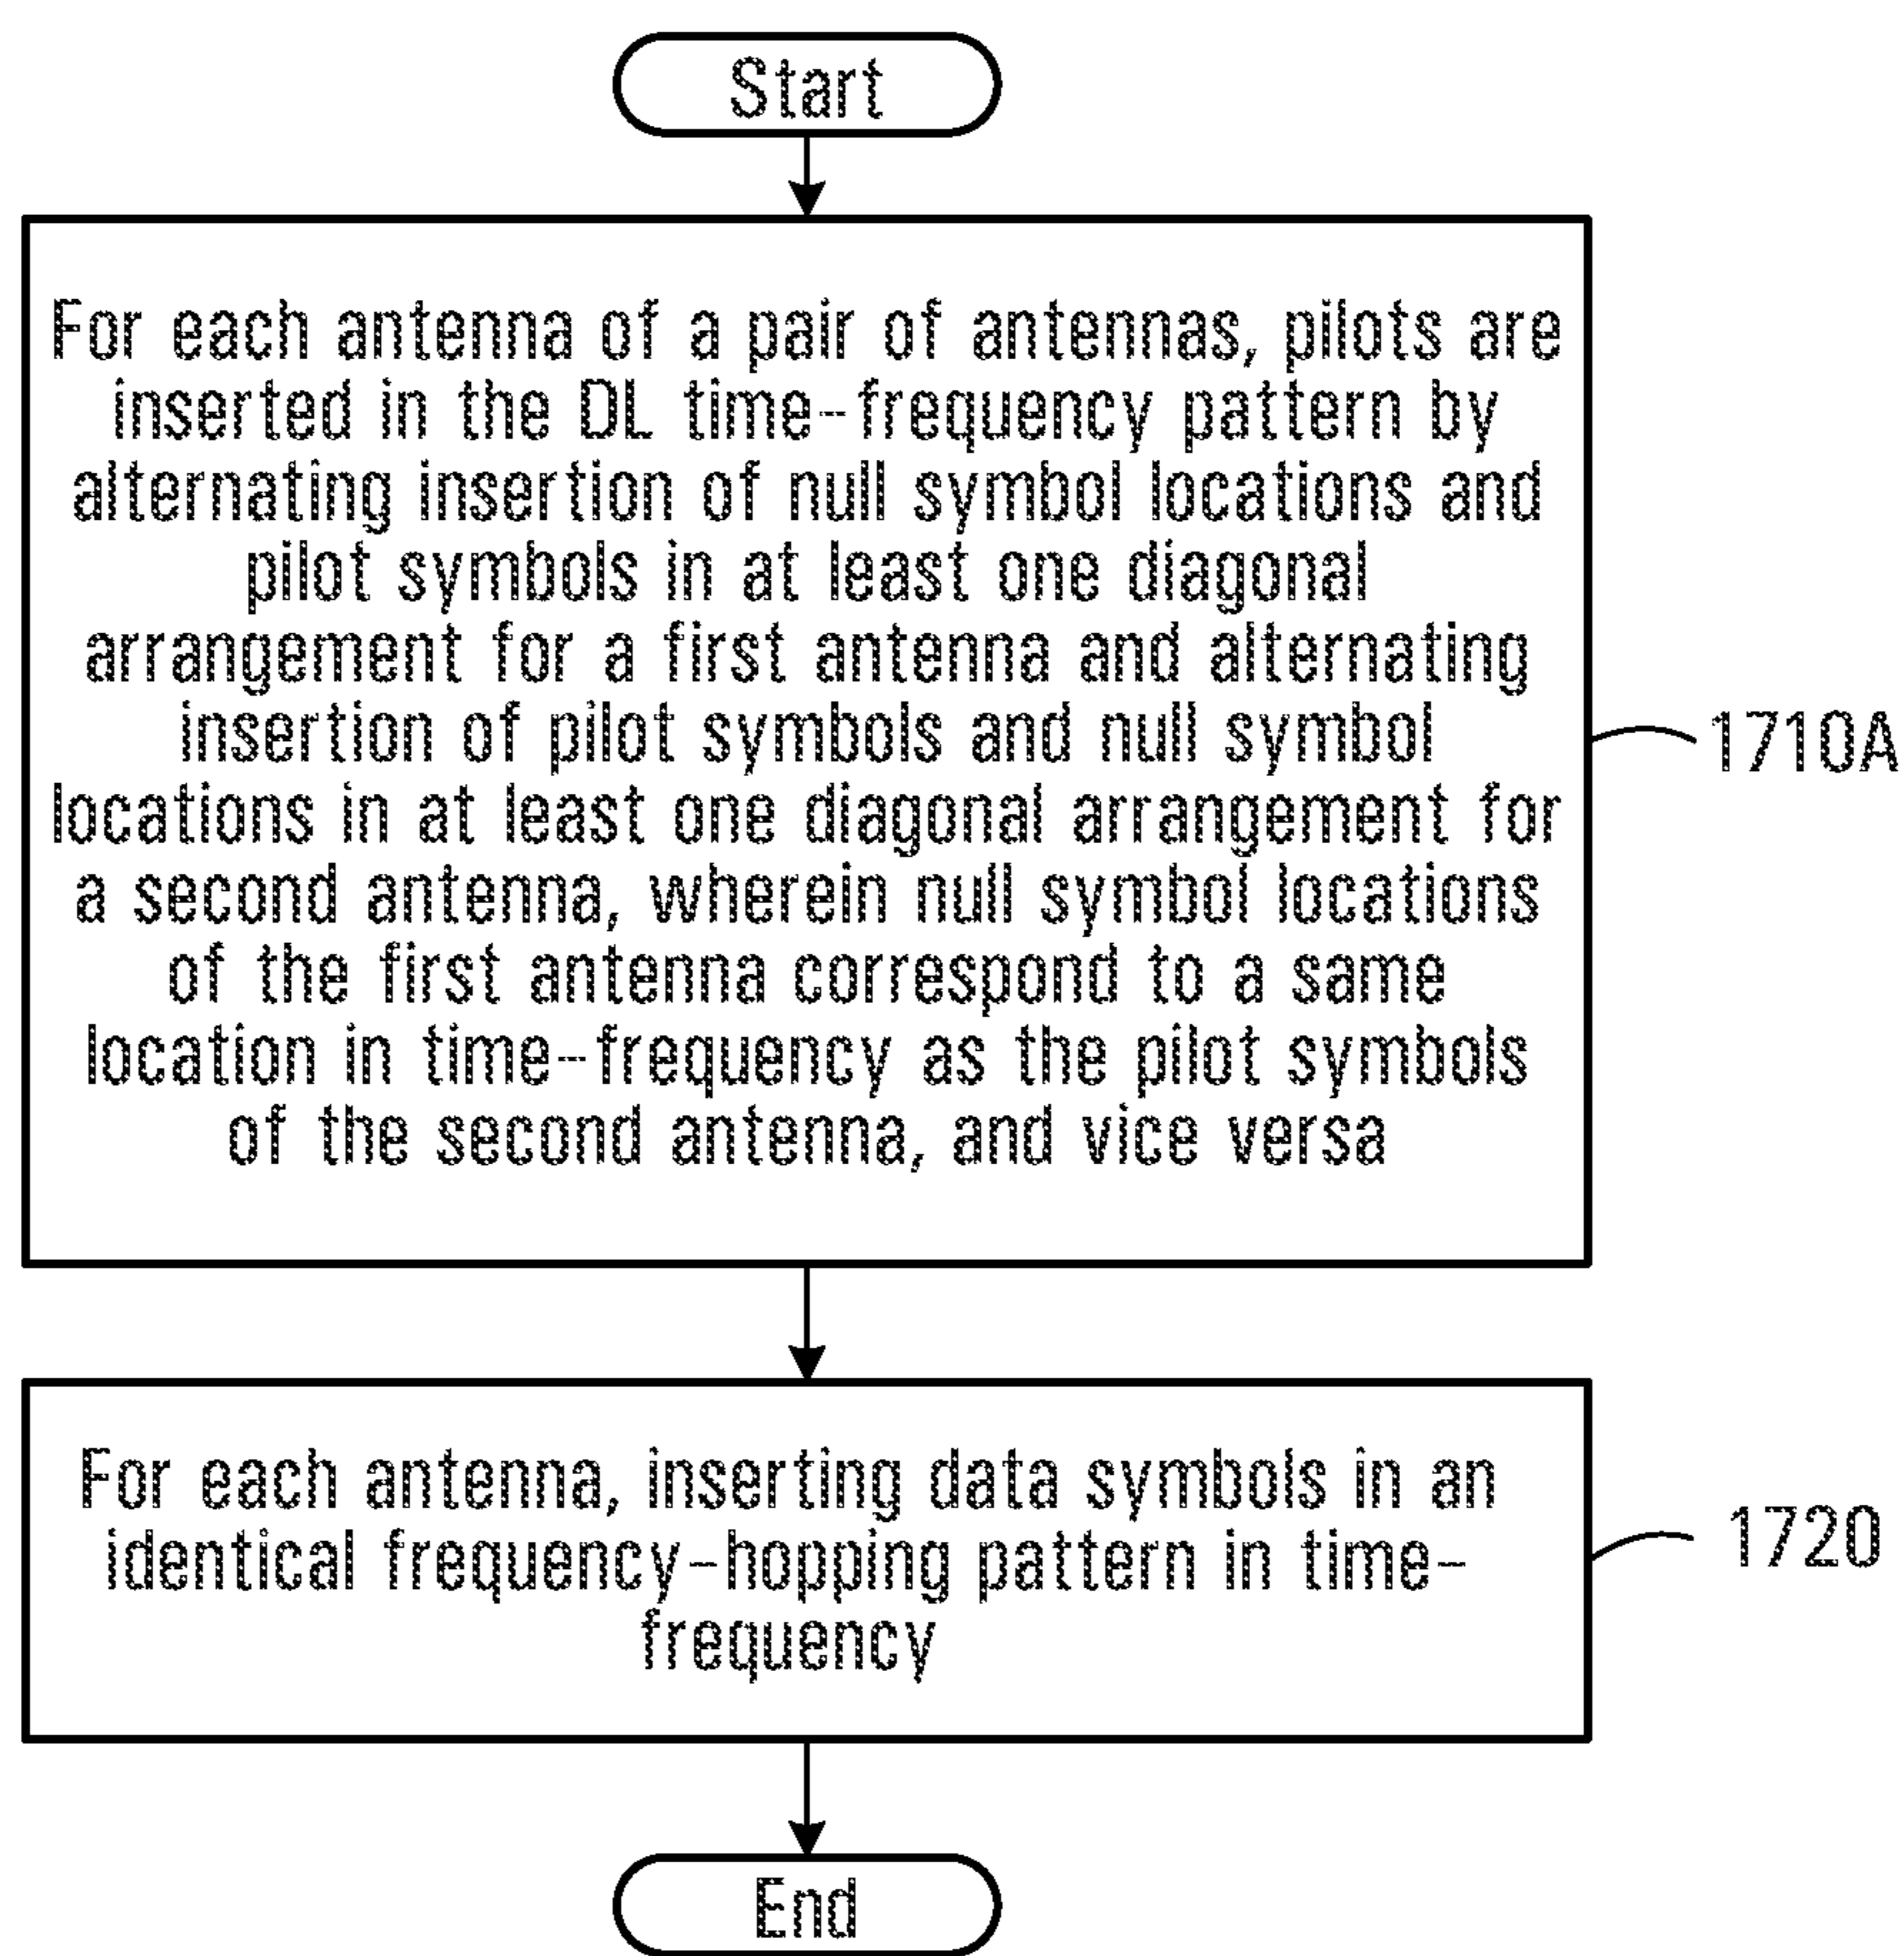 Start
For each antenna of a pair of antennas, pilots are
inserted in the DL time-frequency pattern by
alternating insertion of null symbol locations and
pilot symbols in at least one diagonal
arrangement for a first antenna and alternating
insertion of pilot symbols and null symbol
locations in at least one diagonal arrangement for
a second antenna, wherein null symbol locations
of the first antenna correspond to a same
location in time-frequency as the pilot symbols
of the second antenna, and vice versa
1710A
For each antenna, inserting data symbols in an
identical frequency-hopping pattern in time-
frequency
1720
End